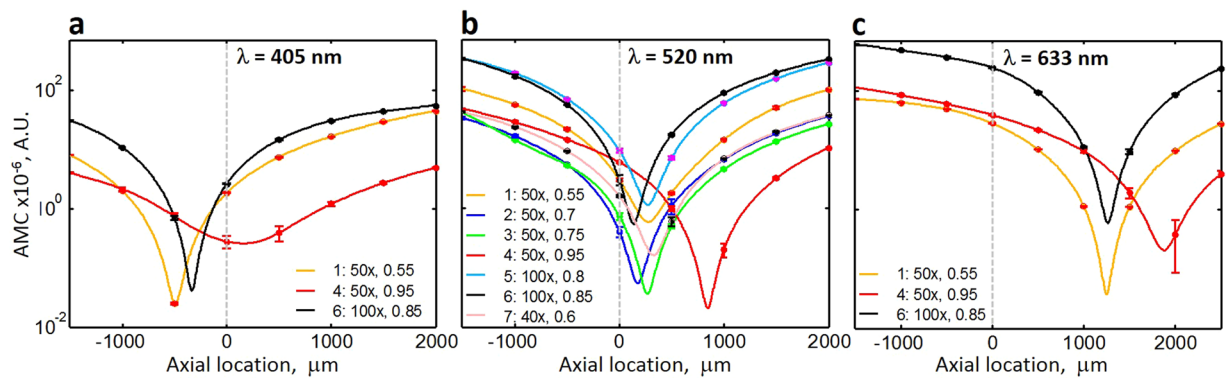 a
λ = 405 nm
AMC x10⁻⁶, A.U.
10²
10⁰
10⁻²
1: 50x, 0.55
4: 50x, 0.95
6: 100x, 0.85
-1000 0 1000 2000
Axial location, μm
b
λ = 520 nm
1: 50x, 0.55
2: 50x, 0.7
3: 50x, 0.75
4: 50x, 0.95
5: 100x, 0.8
6: 100x, 0.85
7: 40x, 0.6
-1000 0 1000 2000
Axial location, μm
c
λ = 633 nm
1: 50x, 0.55
4: 50x, 0.95
6: 100x, 0.85
-1000 0 1000 2000
Axial location, μm